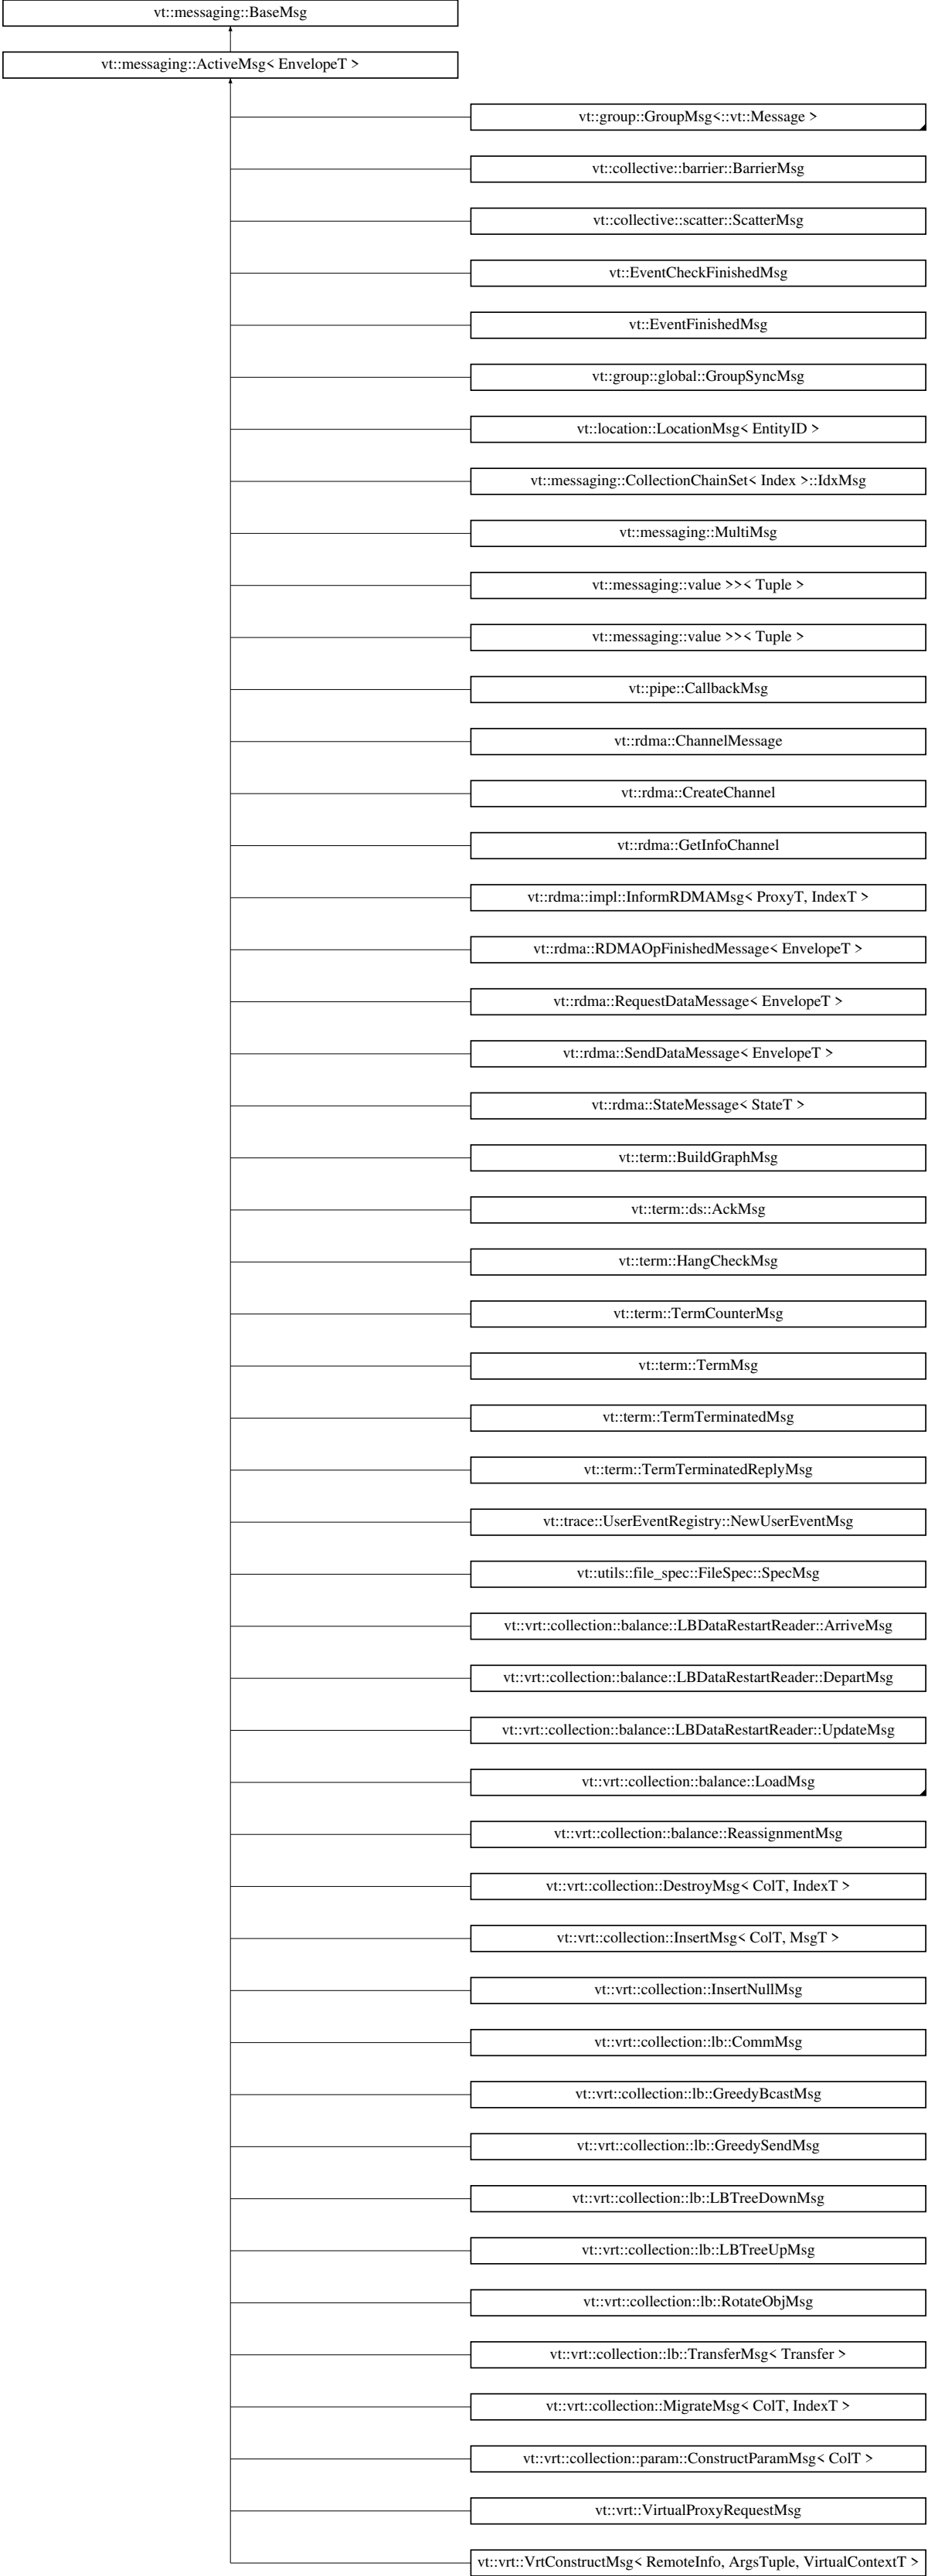 vt::messaging::BaseMsg
vt::messaging::ActiveMsg< EnvelopeT >
vt::group::GroupMsg<::vt::Message >
vt::collective::barrier::BarrierMsg
vt::collective::scatter::ScatterMsg
vt::EventCheckFinishedMsg
vt::EventFinishedMsg
vt::group::global::GroupSyncMsg
vt::location::LocationMsg< EntityID >
vt::messaging::CollectionChainSet< Index >::IdxMsg
vt::messaging::MultiMsg
vt::messaging::value >>< Tuple >
vt::messaging::value >>< Tuple >
vt::pipe::CallbackMsg
vt::rdma::ChannelMessage
vt::rdma::CreateChannel
vt::rdma::GetInfoChannel
vt::rdma::impl::InformRDMAMsg< ProxyT, IndexT >
vt::rdma::RDMAOpFinishedMessage< EnvelopeT >
vt::rdma::RequestDataMessage< EnvelopeT >
vt::rdma::SendDataMessage< EnvelopeT >
vt::rdma::StateMessage< StateT >
vt::term::BuildGraphMsg
vt::term::ds::AckMsg
vt::term::HangCheckMsg
vt::term::TermCounterMsg
vt::term::TermMsg
vt::term::TermTerminatedMsg
vt::term::TermTerminatedReplyMsg
vt::trace::UserEventRegistry::NewUserEventMsg
vt::utils::file_spec::FileSpec::SpecMsg
vt::vrt::collection::balance::LBDataRestartReader::ArriveMsg
vt::vrt::collection::balance::LBDataRestartReader::DepartMsg
vt::vrt::collection::balance::LBDataRestartReader::UpdateMsg
vt::vrt::collection::balance::LoadMsg
vt::vrt::collection::balance::ReassignmentMsg
vt::vrt::collection::DestroyMsg< ColT, IndexT >
vt::vrt::collection::InsertMsg< ColT, MsgT >
vt::vrt::collection::InsertNullMsg
vt::vrt::collection::lb::CommMsg
vt::vrt::collection::lb::GreedyBcastMsg
vt::vrt::collection::lb::GreedySendMsg
vt::vrt::collection::lb::LBTreeDownMsg
vt::vrt::collection::lb::LBTreeUpMsg
vt::vrt::collection::lb::RotateObjMsg
vt::vrt::collection::lb::TransferMsg< Transfer >
vt::vrt::collection::MigrateMsg< ColT, IndexT >
vt::vrt::collection::param::ConstructParamMsg< ColT >
vt::vrt::VirtualProxyRequestMsg
vt::vrt::VrtConstructMsg< RemoteInfo, ArgsTuple, VirtualContextT >